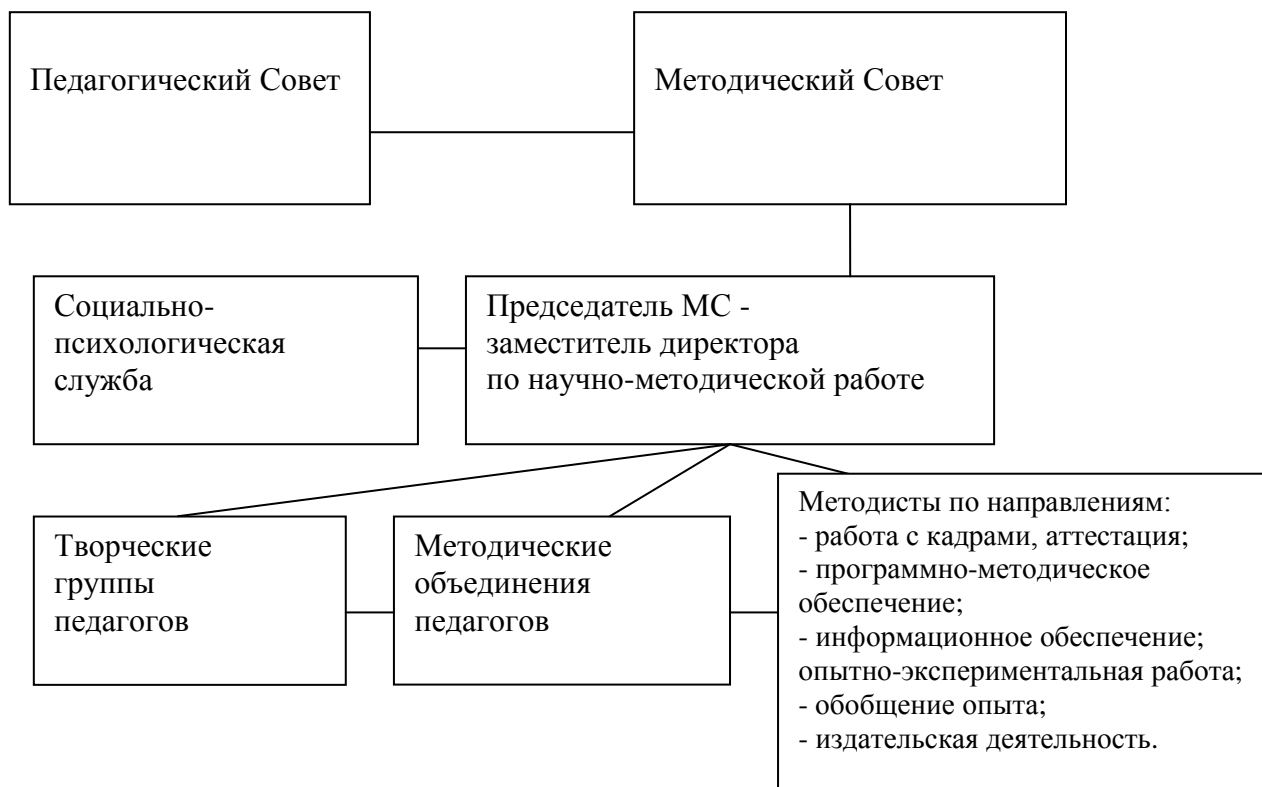 Педагогический Совет
Методический Совет
Социально-
психологическая
служба
Председатель МС -
заместитель директора
по научно-методической работе
Творческие
группы
педагогов
Методические
объединения
педагогов
Методисты по направлениям:
- работа с кадрами, аттестация;
- программно-методическое
обеспечение;
- информационное обеспечение;
опытно-экспериментальная работа;
- обобщение опыта;
- издательская деятельность.